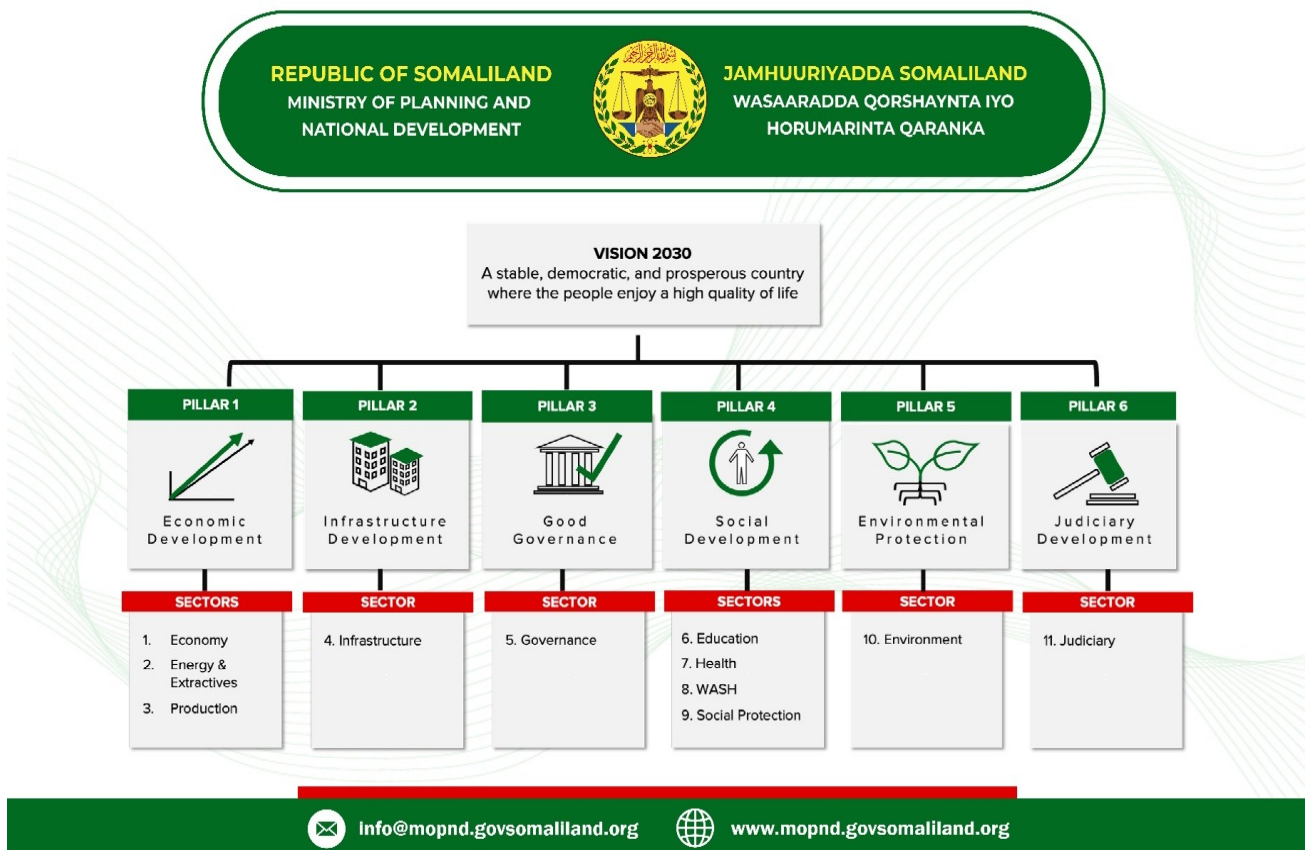 REPUBLIC OF SOMALILAND
MINISTRY OF PLANNING AND
NATIONAL DEVELOPMENT
JAMHUURIYADDA SOMALILAND
WASAARADDA QORSHAYNTA IYO
HORUMARINTA QARANKA
VISION 2030
A stable, democratic, and prosperous country
where the people enjoy a high quality of life
PILLAR 1
Economic
Development
SECTORS
1. Economy
2. Energy &
Extractives
3. Production
PILLAR 2
Infrastructure
Development
SECTOR
4. Infrastructure
PILLAR 3
Good
Governance
SECTOR
5. Governance
PILLAR 4
Social
Development
SECTORS
6. Education
7. Health
8. WASH
9. Social Protection
PILLAR 5
Environmental
Protection
SECTOR
10. Environment
PILLAR 6
Judiciary
Development
SECTOR
11. Judiciary
info@mopnd.govsomaliland.org
www.mopnd.govsomaliland.org